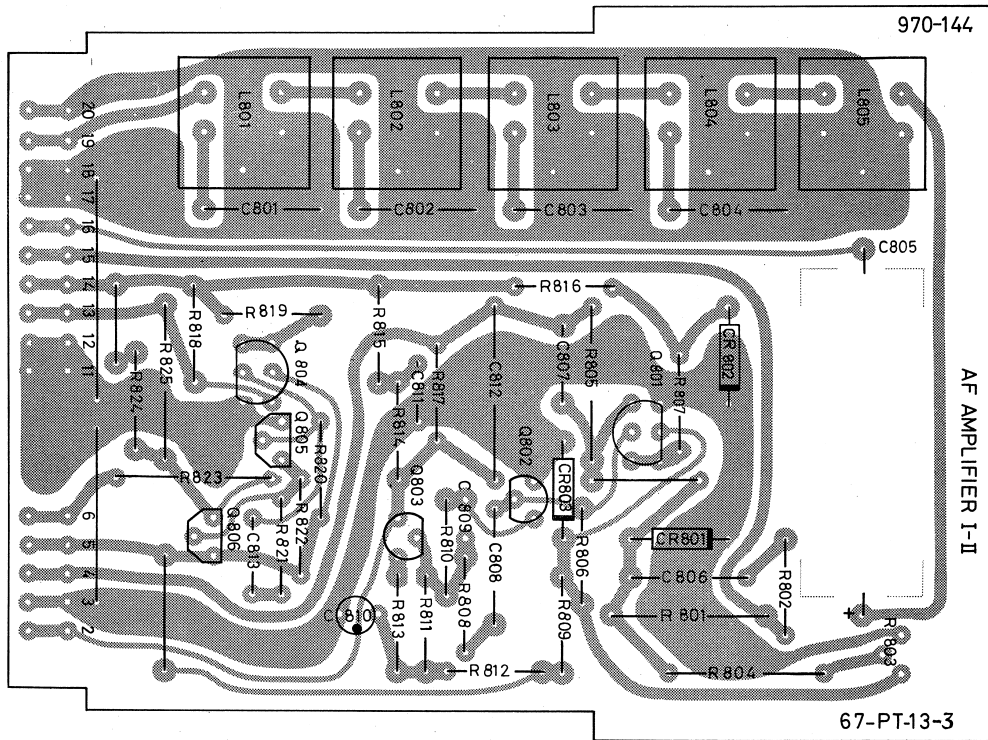 970-144
L801
L802
L803
L804
L805
20
19
18
17
16
15
14
13
12
11
6
5
4
3
2
C801
C802
C803
C804
C805
R819
R816
R818
R815
R825
R824
Q804
C811
R817
C812
C807
R805
Q801
R807
CR802
R814
Q805
R820
R823
Q803
Q802
CR803
R822
R821
C813
Q806
C809
R810
C808
R806
CR801
C806
R802
R801
C810
R813
R811
R808
R809
R812
R804
+
R803
AF AMPLIFIER I-II
67-PT-13-3